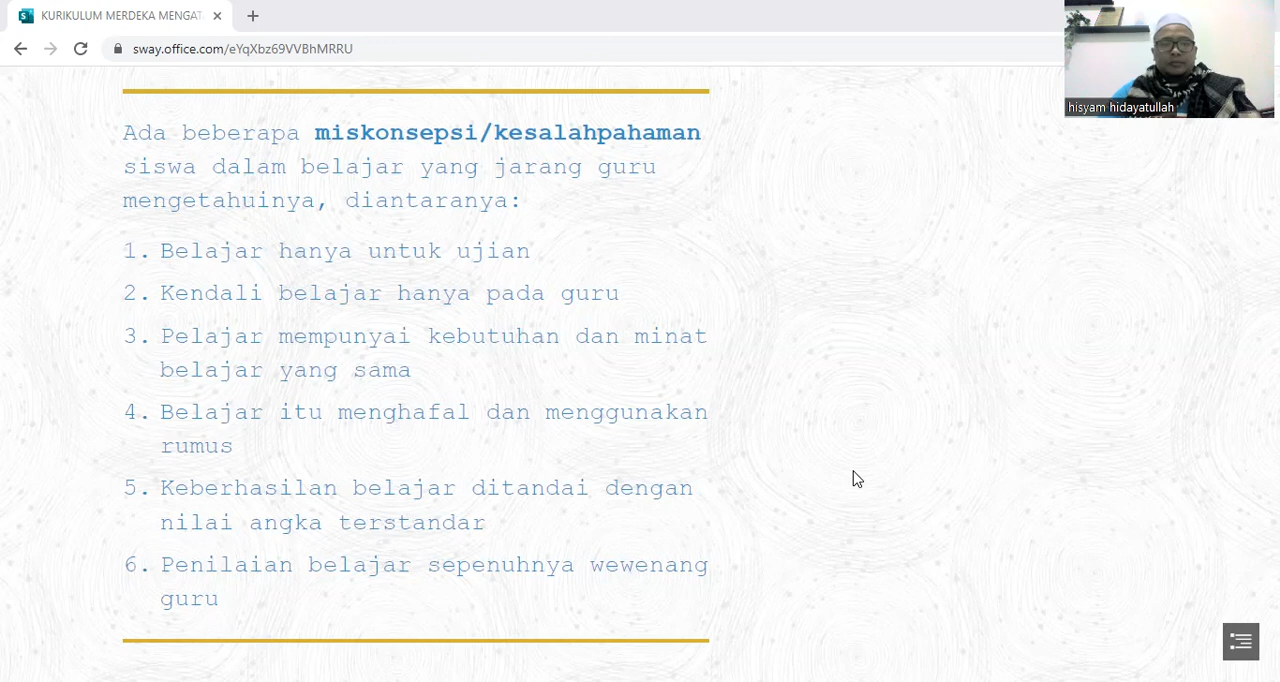 KURIKULUM MERDEKA MENGAT
sway.office.com/eYqXbz69VVBhMRRU
hisyam hidayatullah
Ada beberapa miskonsepsi/kesalahpahaman
siswa dalam belajar yang jarang guru
mengetahuinya, diantaranya:
1. Belajar hanya untuk ujian
2. Kendali belajar hanya pada guru
3. Pelajar mempunyai kebutuhan dan minat
belajar yang sama
4. Belajar itu menghafal dan menggunakan
rumus
5. Keberhasilan belajar ditandai dengan
nilai angka terstandar
6. Penilaian belajar sepenuhnya wewenang
guru